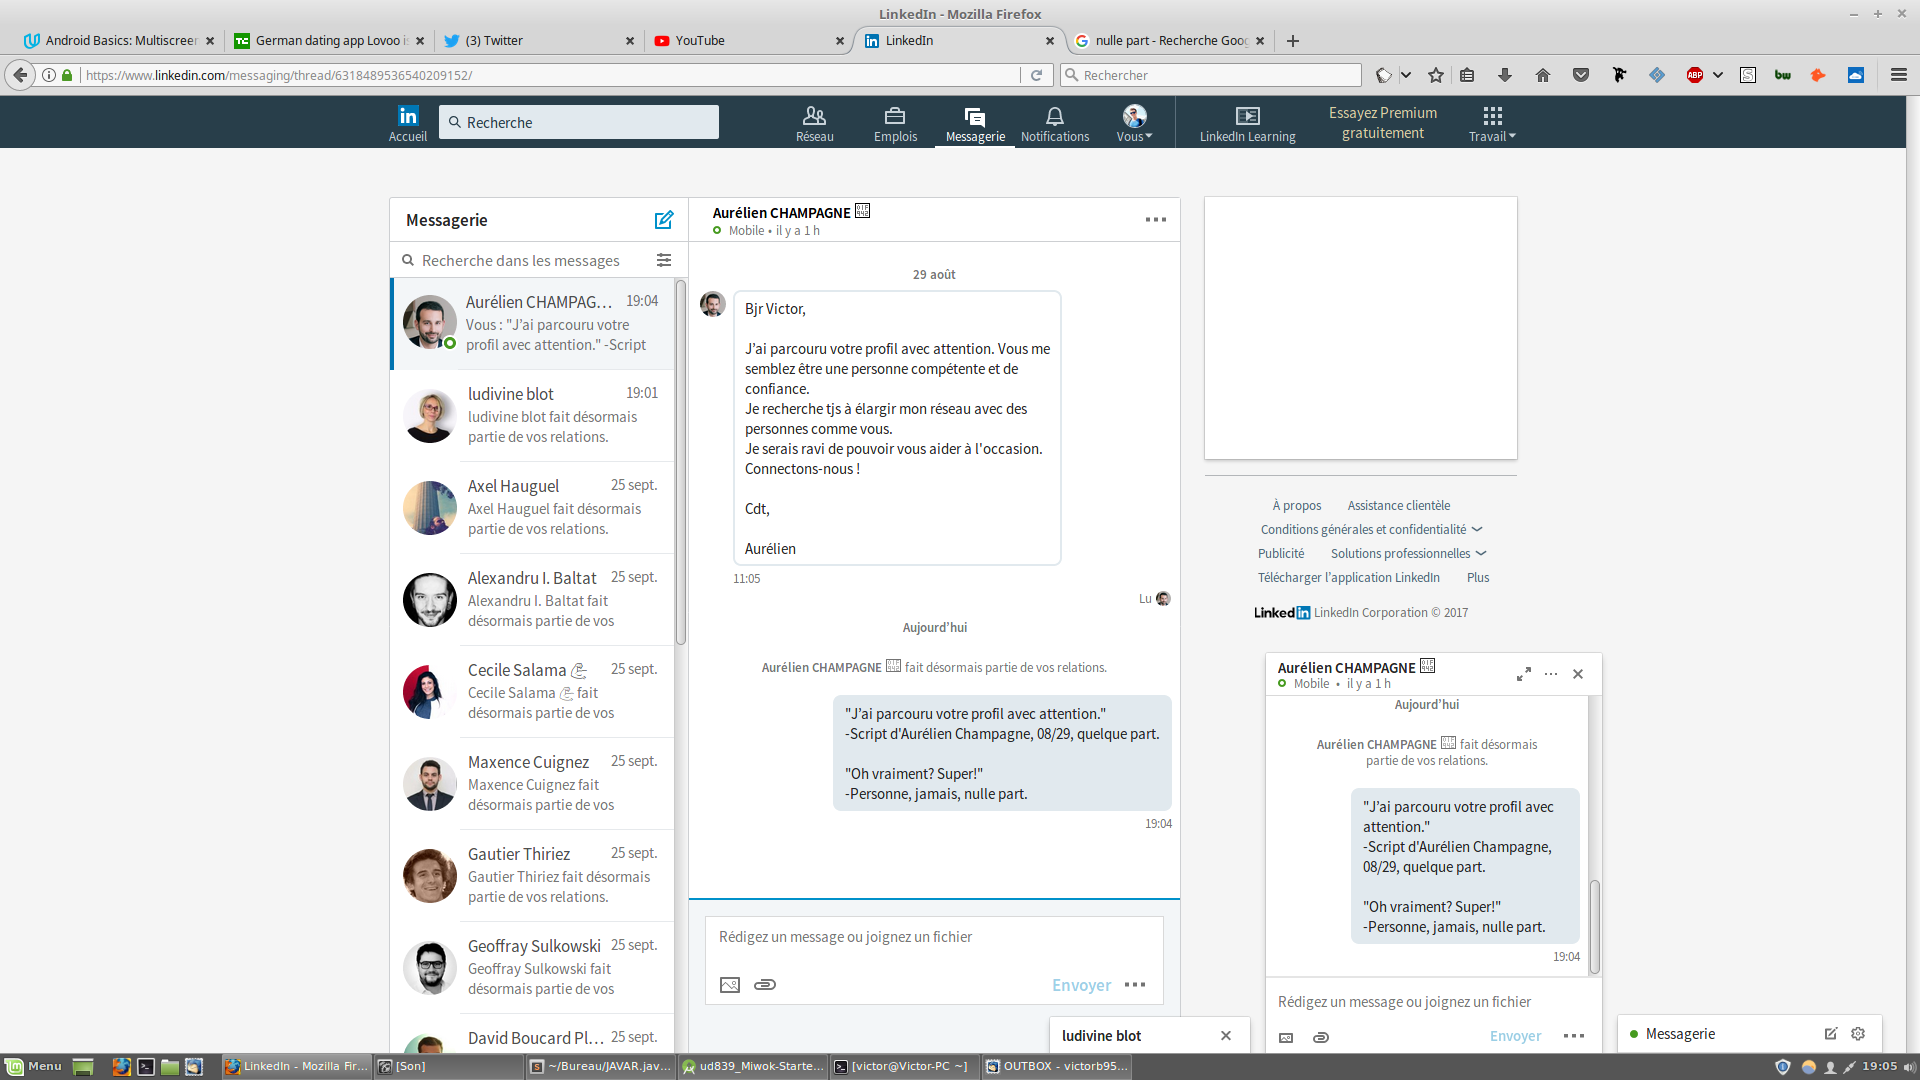 LinkedIn - Mozilla Firefox
Android Basics: Multiscreen
German dating app Lovoo is
(3) Twitter
YouTube
LinkedIn
nulle part - Recherche Goog
https://www.linkedin.com/messaging/thread/6318489536540209152/
Rechercher
ABP
bw
Accueil
Recherche
Réseau
Emplois
Messagerie
Notifications
Vous
LinkedIn Learning
Essayez Premium
gratuitement
Travail
Messagerie
Recherche dans les messages
Aurélien CHAMPAG... 19:04
Vous : "J'ai parcouru votre
profil avec attention." -Script
ludivine blot 19:01
ludivine blot fait désormais
partie de vos relations.
Axel Hauguel 25 sept.
Axel Hauguel fait désormais
partie de vos relations.
Alexandru I. Baltat 25 sept.
Alexandru I. Baltat fait
désormais partie de vos
Cecile Salama 25 sept.
Cecile Salama fait
désormais partie de vos
Maxence Cuignez 25 sept.
Maxence Cuignez fait
désormais partie de vos
Gautier Thiriez 25 sept.
Gautier Thiriez fait désormais
partie de vos relations.
Geoffray Sulkowski 25 sept.
Geoffray Sulkowski fait
désormais partie de vos
David Boucard Pl... 25 sept.
Aurélien CHAMPAGNE
Mobile • il y a 1 h
29 août
Bjr Victor,
J'ai parcouru votre profil avec attention. Vous me
semblez être une personne compétente et de
confiance.
Je recherche tjs à élargir mon réseau avec des
personnes comme vous.
Je serais ravi de pouvoir vous aider à l'occasion.
Connectons-nous !
Cdt,
Aurélien
11:05
Lu
Aujourd'hui
Aurélien CHAMPAGNE fait désormais partie de vos relations.
"J'ai parcouru votre profil avec attention."
-Script d'Aurélien Champagne, 08/29, quelque part.
"Oh vraiment? Super!"
-Personne, jamais, nulle part.
19:04
Rédigez un message ou joignez un fichier
Envoyer
ludivine blot
À propos Assistance clientèle
Conditions générales et confidentialité
Publicité Solutions professionnelles
Télécharger l'application LinkedIn Plus
LinkedIn LinkedIn Corporation © 2017
Aurélien CHAMPAGNE
Mobile • il y a 1 h
Aujourd'hui
Aurélien CHAMPAGNE fait désormais
partie de vos relations.
"J'ai parcouru votre profil avec
attention."
-Script d'Aurélien Champagne,
08/29, quelque part.
"Oh vraiment? Super!"
-Personne, jamais, nulle part.
19:04
Rédigez un message ou joignez un fichier
Envoyer
Messagerie
Menu
LinkedIn - Mozilla Fir...
[Son]
~/Bureau/JAVAR.jav...
ud839_Miwok-Starte...
[victor@Victor-PC ~]
OUTBOX - victorb95...
19:05